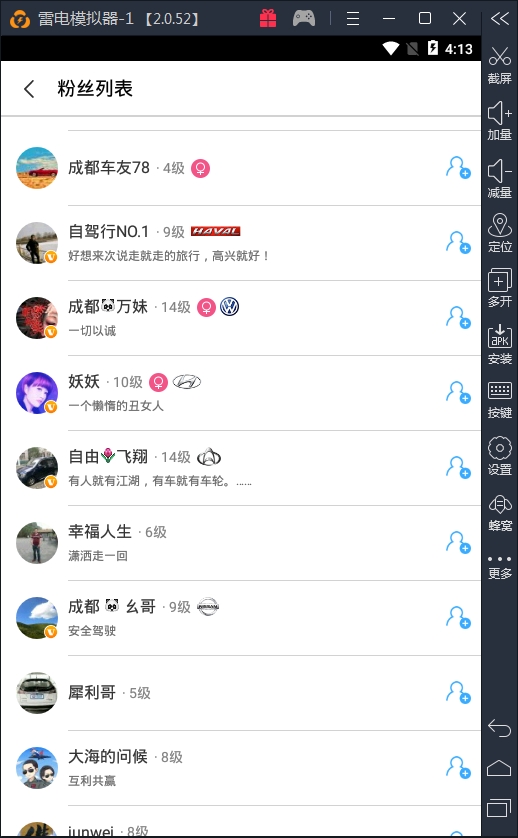 雷电模拟器-1 【2.0.52】
4:13
粉丝列表
成都车友78 · 4级
自驾行NO.1 · 9级 HAVAL
好想来次说走就走的旅行，高兴就好！
成都🐼万妹 · 14级
一切以诚
妖妖 · 10级
一个懒惰的丑女人
自由🌷飞翔 · 14级
有人就有江湖，有车就有车轮。......
幸福人生 · 6级
潇洒走一回
成都 🐼 幺哥 · 9级 NISSAN
安全驾驶
犀利哥 · 5级
大海的问候 · 8级
互利共赢
junwei · 8级
截屏
加量
减量
定位
多开
APK
安装
按键
设置
蜂窝
更多